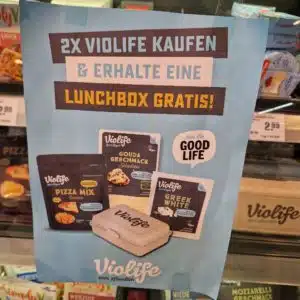 2X VIOLIFE KAUFEN
& ERHALTE EINE
LUNCHBOX GRATIS!
GOOD
LIFE
Violife
GOUDA
GESCHMACK
Violife
PIZZA MIX
Violife
GREEK
WHITE
Violife
2.99
Violife
MOZZARELLA